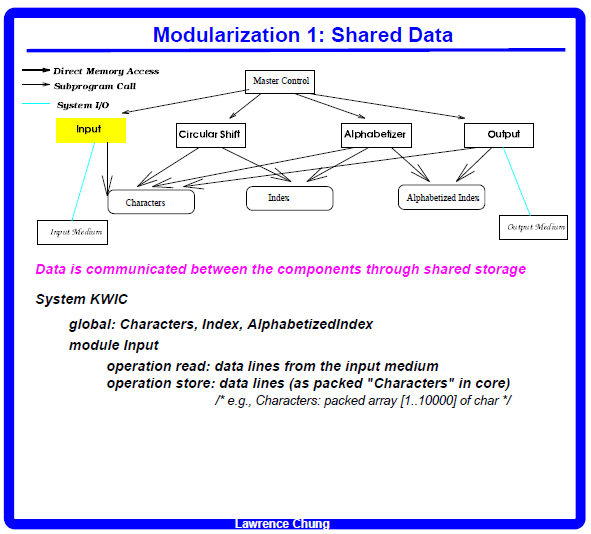 Modularization 1: Shared Data
Direct Memory Access
Subprogram Call
System I/O
Master Control
Input
Circular Shift
Alphabetizer
Output
Characters
Index
Alphabetized Index
Input Medium
Output Medium
Data is communicated between the components through shared storage
System KWIC
global: Characters, Index, AlphabetizedIndex
module Input
operation read: data lines from the input medium
operation store: data lines (as packed "Characters" in core)
/* e.g., Characters: packed array [1..10000] of char */
Lawrence Chung